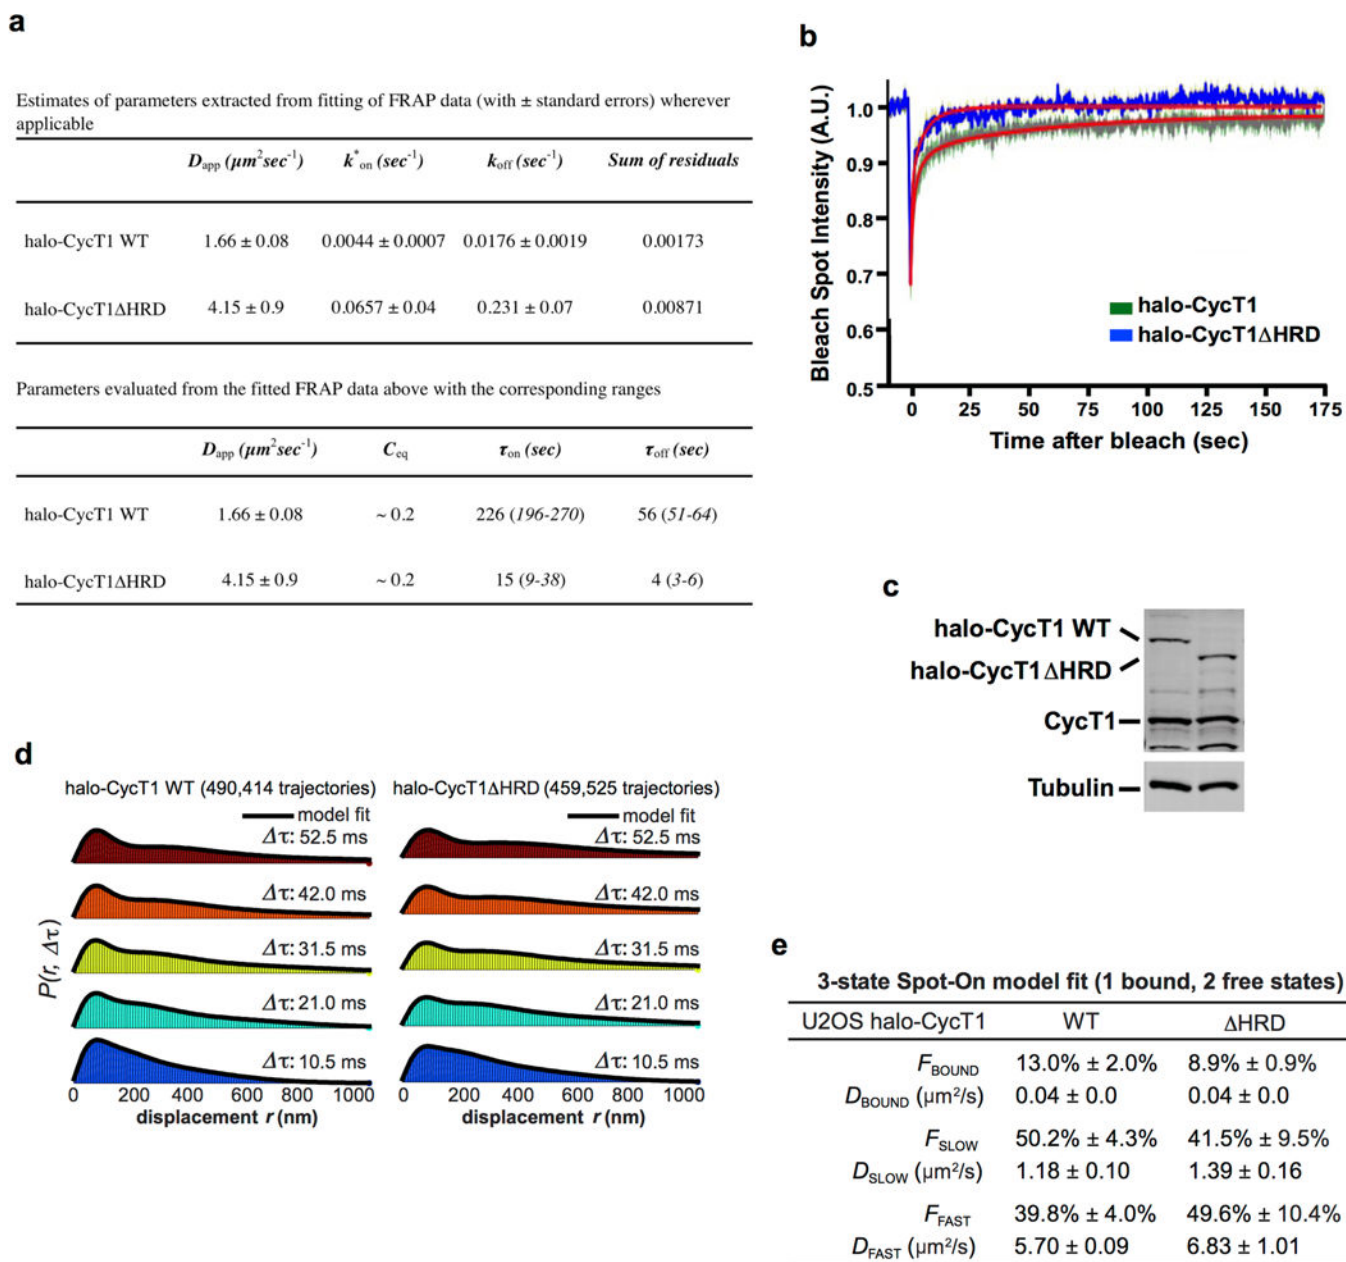 a
Estimates of parameters extracted from fitting of FRAP data (with ± standard errors) wherever
applicable
D_app (μm²sec⁻¹) k*_on (sec⁻¹) k_off (sec⁻¹) Sum of residuals
halo-CycT1 WT 1.66 ± 0.08 0.0044 ± 0.0007 0.0176 ± 0.0019 0.00173
halo-CycT1ΔHRD 4.15 ± 0.9 0.0657 ± 0.04 0.231 ± 0.07 0.00871
Parameters evaluated from the fitted FRAP data above with the corresponding ranges
D_app (μm²sec⁻¹) C_eq τ_on (sec) τ_off (sec)
halo-CycT1 WT 1.66 ± 0.08 ~ 0.2 226 (196-270) 56 (51-64)
halo-CycT1ΔHRD 4.15 ± 0.9 ~ 0.2 15 (9-38) 4 (3-6)
b
Bleach Spot Intensity (A.U.)
1.0
0.9
0.8
0.7
0.6
0.5
halo-CycT1
halo-CycT1ΔHRD
0 25 50 75 100 125 150 175
Time after bleach (sec)
c
halo-CycT1 WT
halo-CycT1ΔHRD
CycT1
Tubulin
d
halo-CycT1 WT (490,414 trajectories)
model fit
Δτ: 52.5 ms
Δτ: 42.0 ms
Δτ: 31.5 ms
Δτ: 21.0 ms
Δτ: 10.5 ms
P(r, Δτ)
0 200 400 600 800 1000
displacement r (nm)
halo-CycT1ΔHRD (459,525 trajectories)
model fit
Δτ: 52.5 ms
Δτ: 42.0 ms
Δτ: 31.5 ms
Δτ: 21.0 ms
Δτ: 10.5 ms
0 200 400 600 800 1000
displacement r (nm)
e
3-state Spot-On model fit (1 bound, 2 free states)
U2OS halo-CycT1 WT ΔHRD
F_BOUND 13.0% ± 2.0% 8.9% ± 0.9%
D_BOUND (μm²/s) 0.04 ± 0.0 0.04 ± 0.0
F_SLOW 50.2% ± 4.3% 41.5% ± 9.5%
D_SLOW (μm²/s) 1.18 ± 0.10 1.39 ± 0.16
F_FAST 39.8% ± 4.0% 49.6% ± 10.4%
D_FAST (μm²/s) 5.70 ± 0.09 6.83 ± 1.01